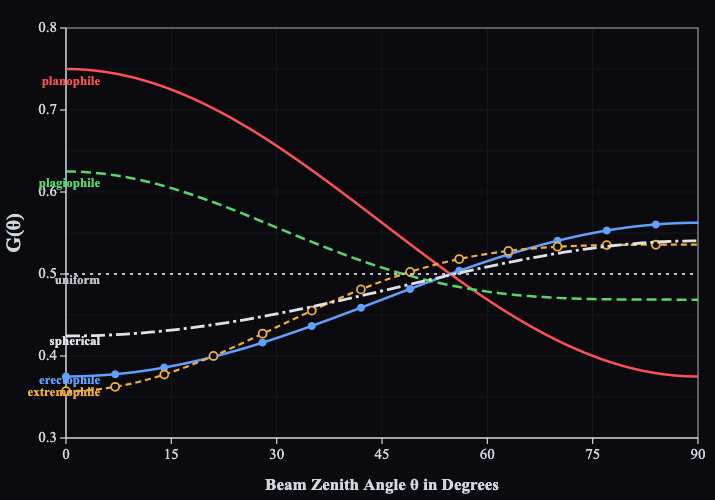 0.8
0.7
0.6
0.5
0.4
0.3
G(θ)
planophile
plagiophile
uniform
spherical
erectophile
extremophile
0 15 30 45 60 75 90
Beam Zenith Angle θ in Degrees